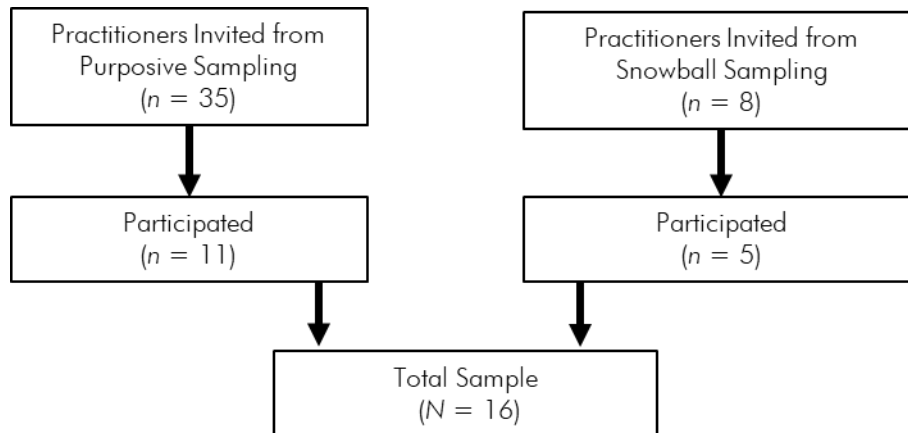 Practitioners Invited from
Purposive Sampling
(n = 35)
Practitioners Invited from
Snowball Sampling
(n = 8)
Participated
(n = 11)
Participated
(n = 5)
Total Sample
(N = 16)